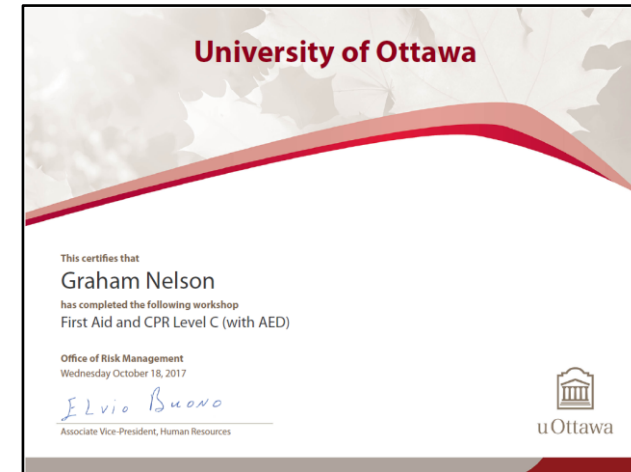 University of Ottawa
This certifies that
Graham Nelson
has completed the following workshop
First Aid and CPR Level C (with AED)
Office of Risk Management
Wednesday October 18, 2017
Elvio Buono
Associate Vice-President, Human Resources
uOttawa